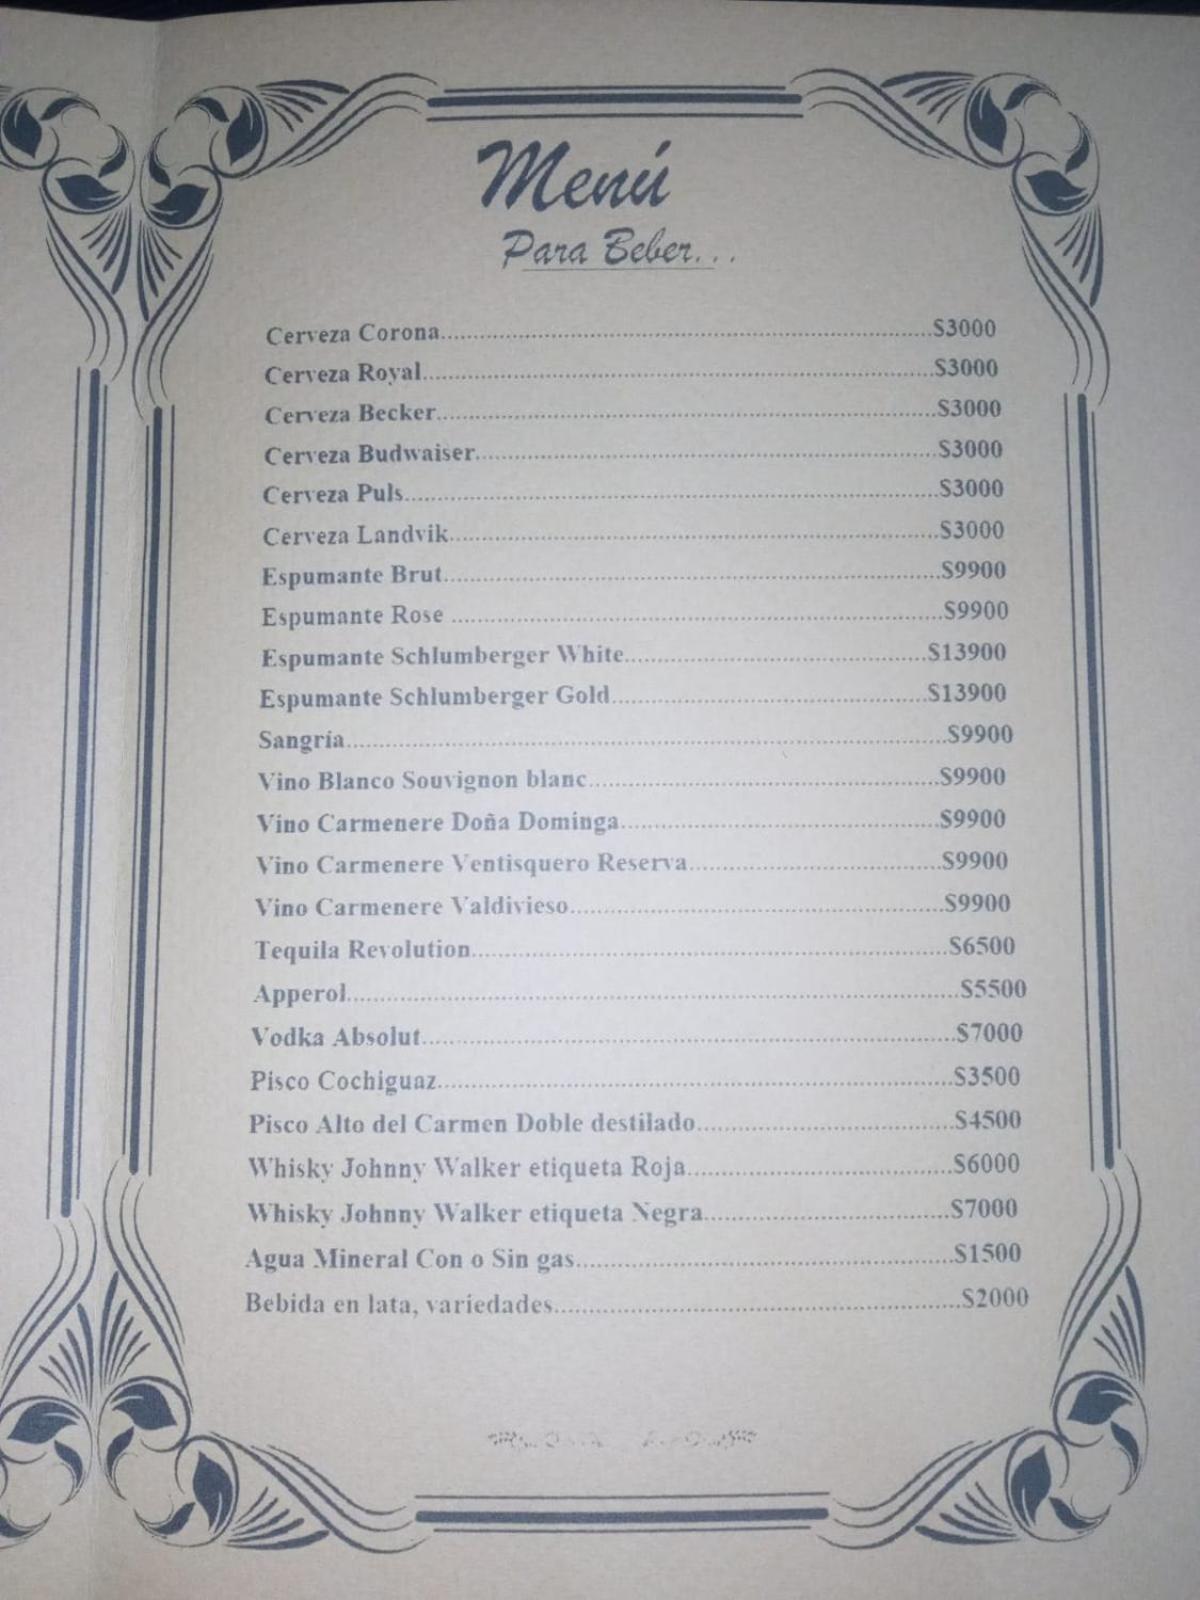 Menú
Para Beber...
Cerveza Corona..........$3000
Cerveza Royal..........$3000
Cerveza Becker..........$3000
Cerveza Budwaiser..........$3000
Cerveza Puls..........$3000
Cerveza Landvik..........$3000
Espumante Brut..........$9900
Espumante Rose ..........$9900
Espumante Schlumberger White..........$13900
Espumante Schlumberger Gold..........$13900
Sangría..........$9900
Vino Blanco Souvignon blanc..........$9900
Vino Carmenere Doña Dominga..........$9900
Vino Carmenere Ventisquero Reserva..........$9900
Vino Carmenere Valdivieso..........$9900
Tequila Revolution..........$6500
Apperol..........$5500
Vodka Absolut..........$7000
Pisco Cochiguaz..........$3500
Pisco Alto del Carmen Doble destilado..........$4500
Whisky Johnny Walker etiqueta Roja..........$6000
Whisky Johnny Walker etiqueta Negra..........$7000
Agua Mineral Con o Sin gas..........$1500
Bebida en lata, variedades..........$2000